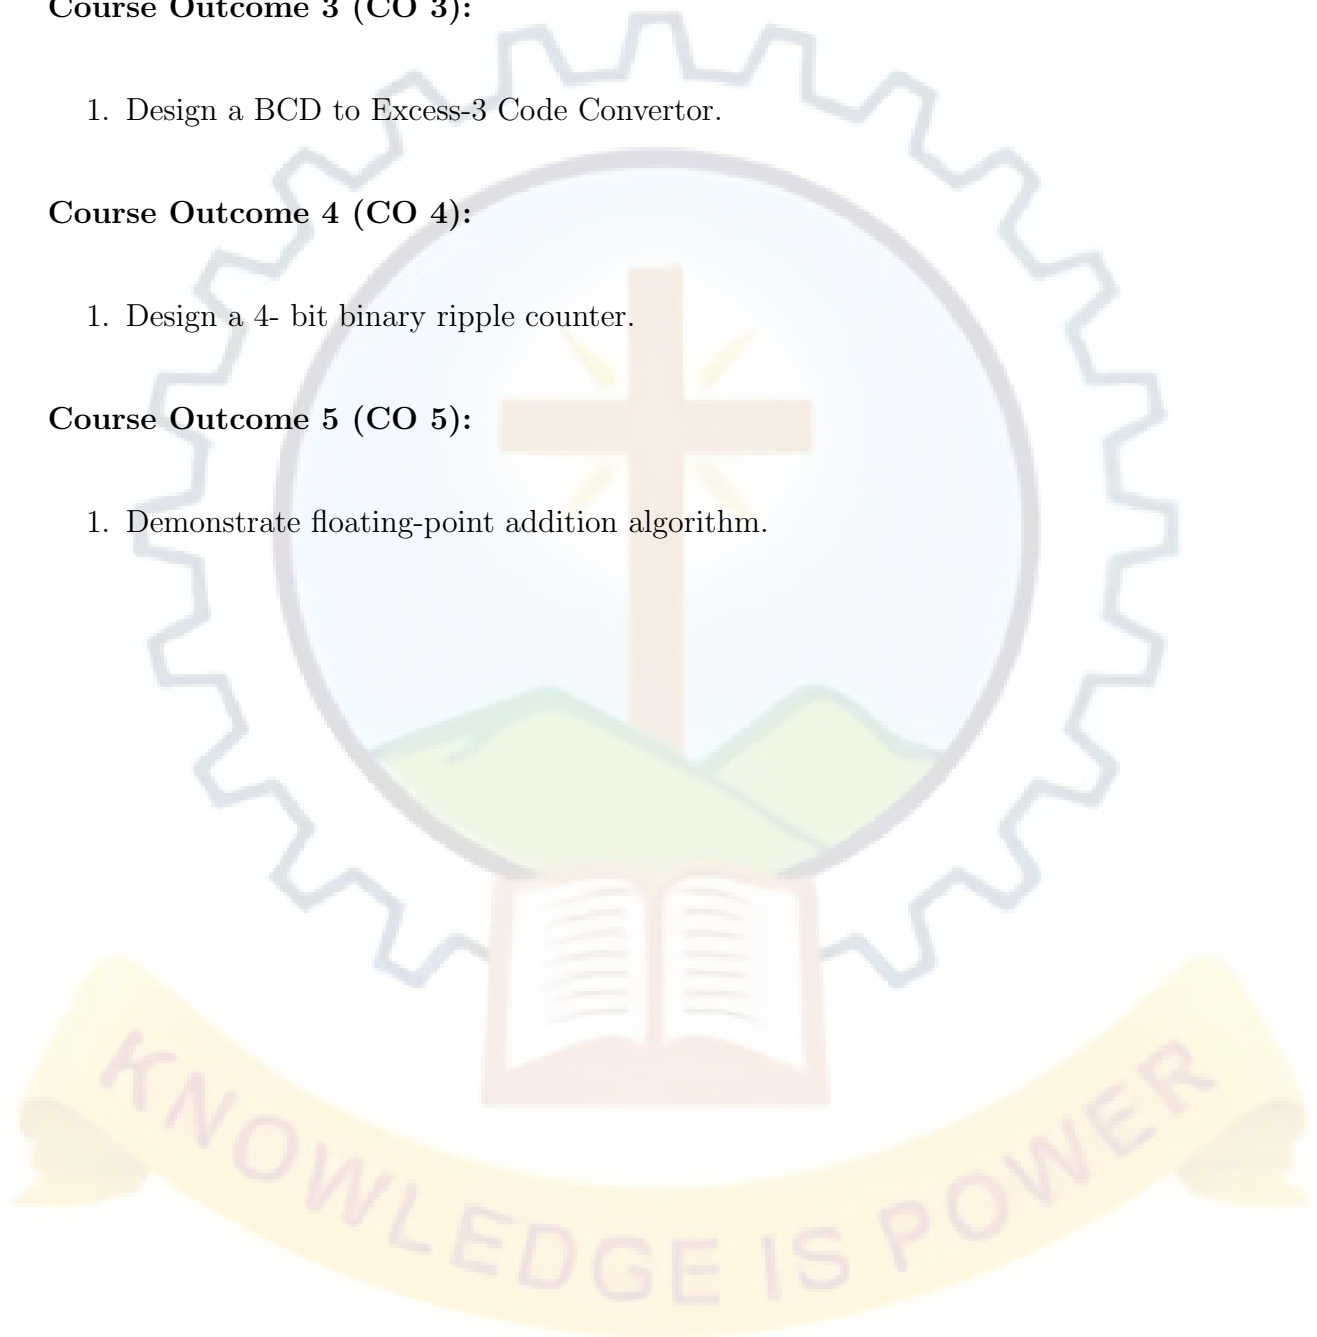 Course Outcome 3 (CO 3):
1. Design a BCD to Excess-3 Code Convertor.
Course Outcome 4 (CO 4):
1. Design a 4- bit binary ripple counter.
Course Outcome 5 (CO 5):
1. Demonstrate floating-point addition algorithm.
KNOWLEDGE IS POWER